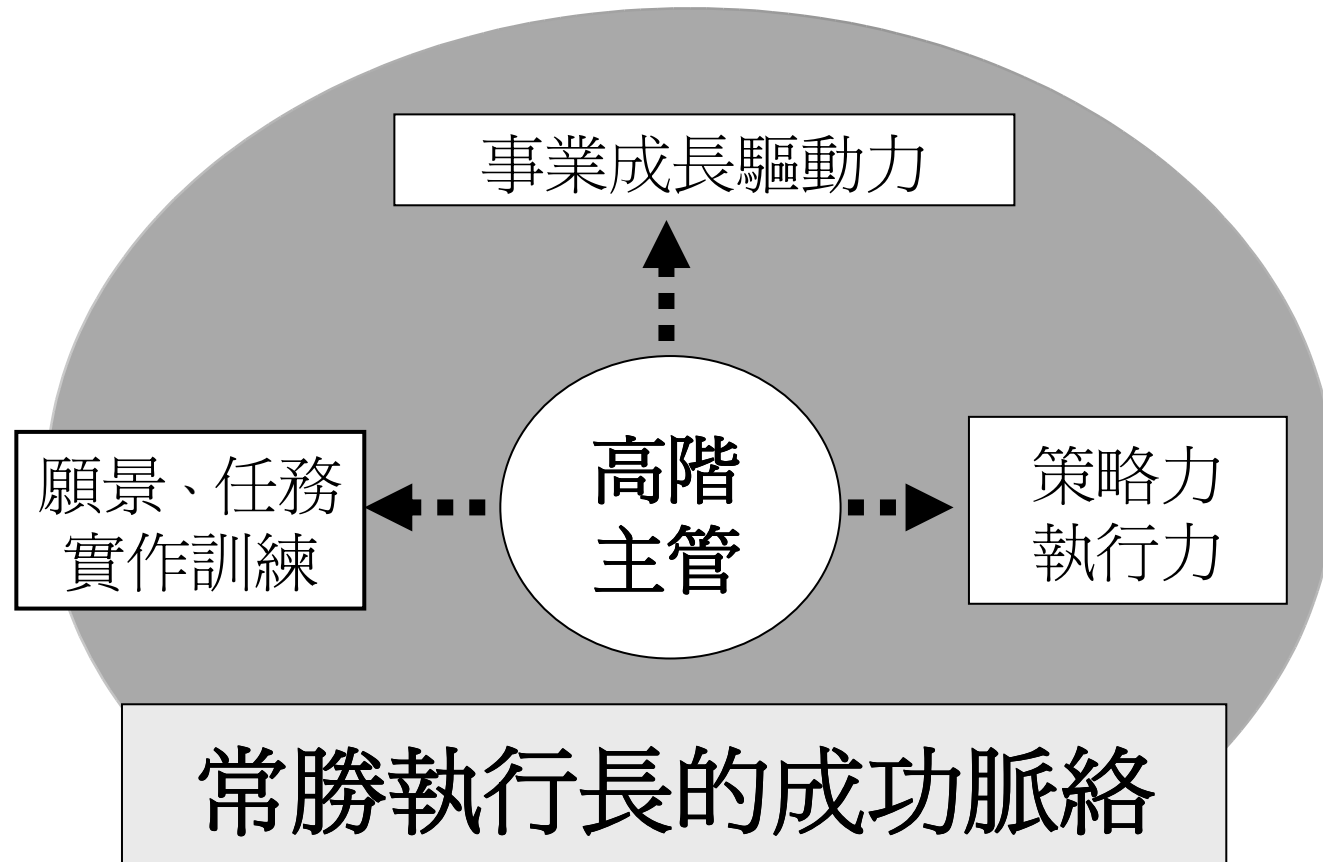 事業成長驅動力
願景、任務
實作訓練
高階
主管
策略力
執行力
常勝執行長的成功脈絡